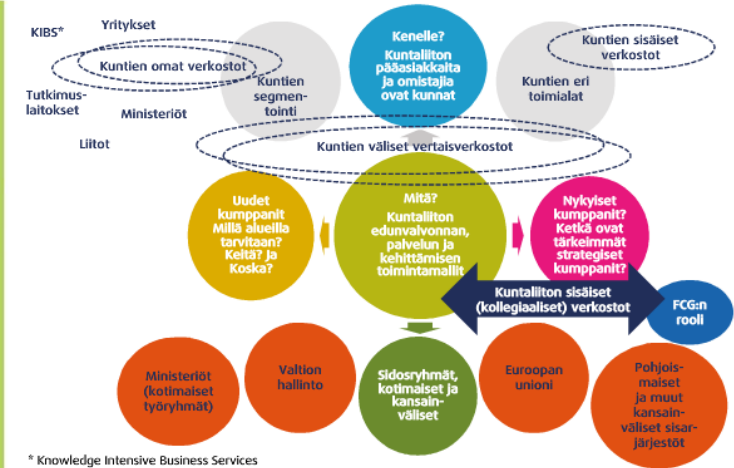 KIBS*
Yritykset
Kuntien omat verkostot
Tutkimus-
laitokset
Ministeriöt
Liitot
Kuntien
segmen-
tointi
Kenelle?
Kuntaliiton
pääasiakkaita
ja omistajia
ovat kunnat
Kuntien sisäiset
verkostot
Kuntien eri
toimialat
Kuntien väliset vertaisverkostot
Uudet
kumppanit
Millä alueilla
tarvitaan?
Keitä? Ja
Koska?
Mitä?
Kuntaliiton
edunvalvonnan,
palvelun ja
kehittämisen
toimintamallit
Nykyiset
kumppanit?
Ketkä ovat
tärkeimmät
strategiset
kumppanit?
Kuntaliiton sisäiset
(kollegiaaliset) verkostot
FCG:n
rooli
Ministeriöt
(kotimaiset
työryhmät)
Valtion
hallinto
Sidosryhmät,
kotimaiset ja
kansain-
väliset
Euroopan
unioni
Pohjois-
maiset
ja muut
kansain-
väliset sisar-
järjestöt
* Knowledge Intensive Business Services